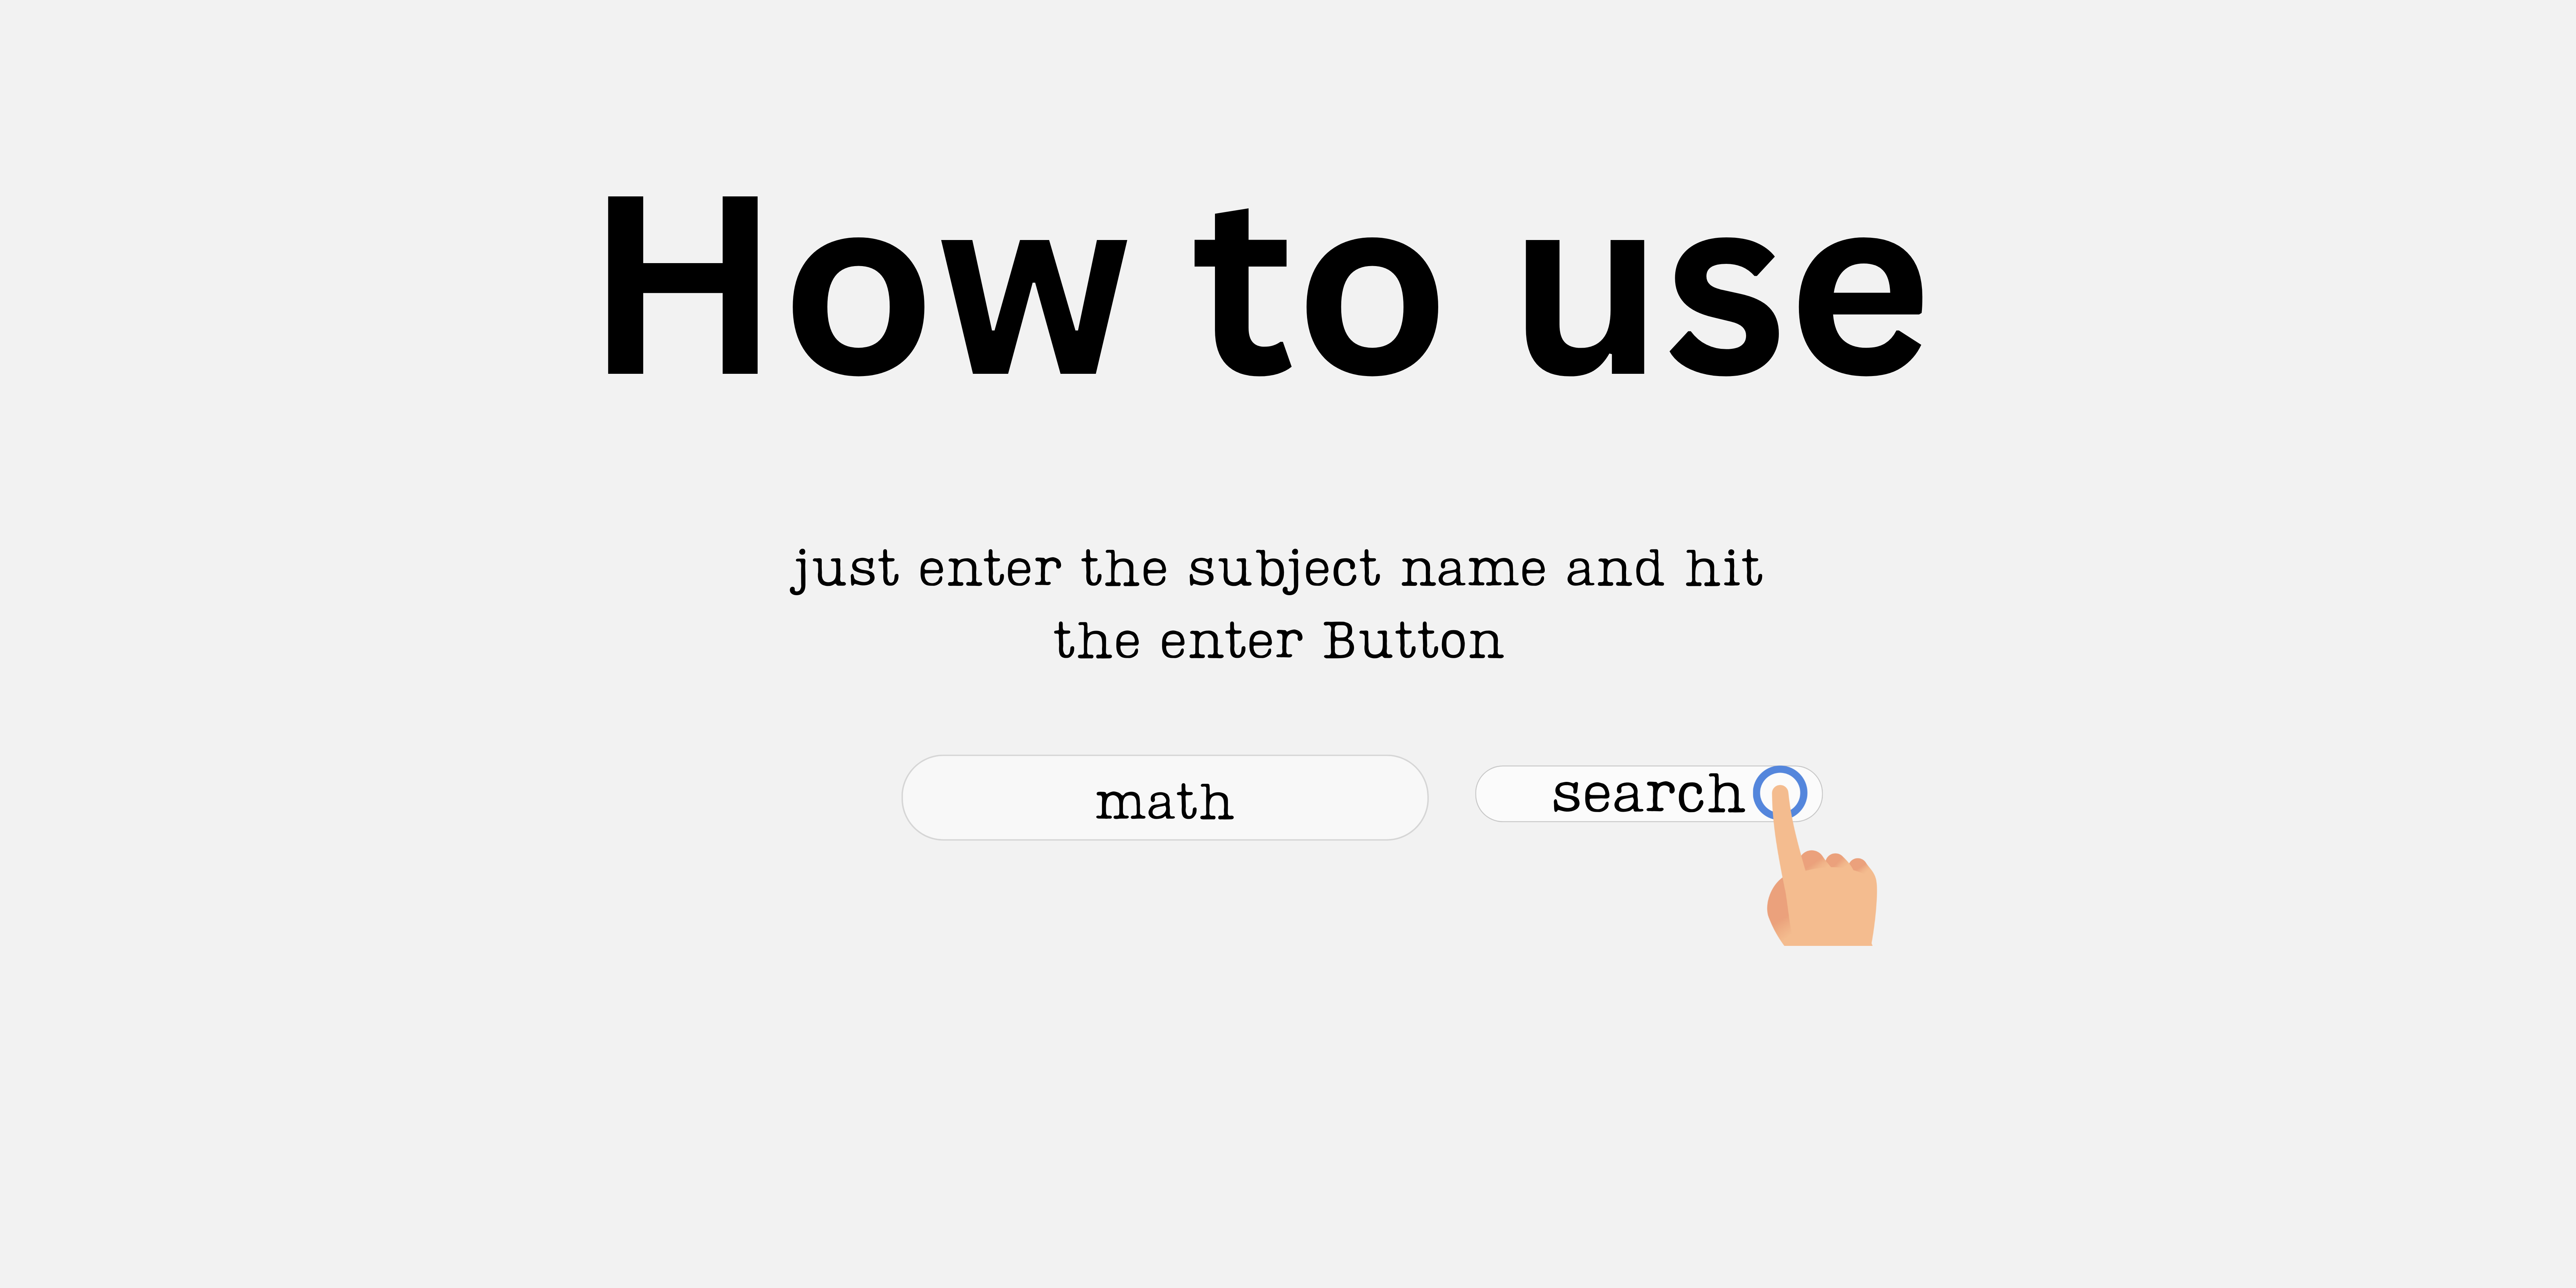 How to use
just enter the subject name and hit
the enter Button
math
search